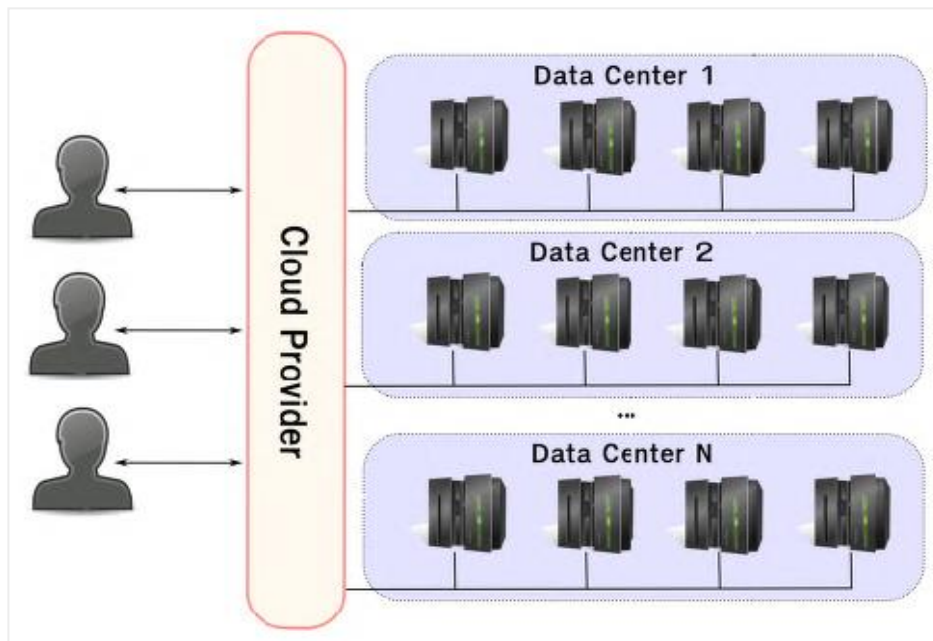 Data Center 1
Cloud Provider
Data Center 2
...
Data Center N